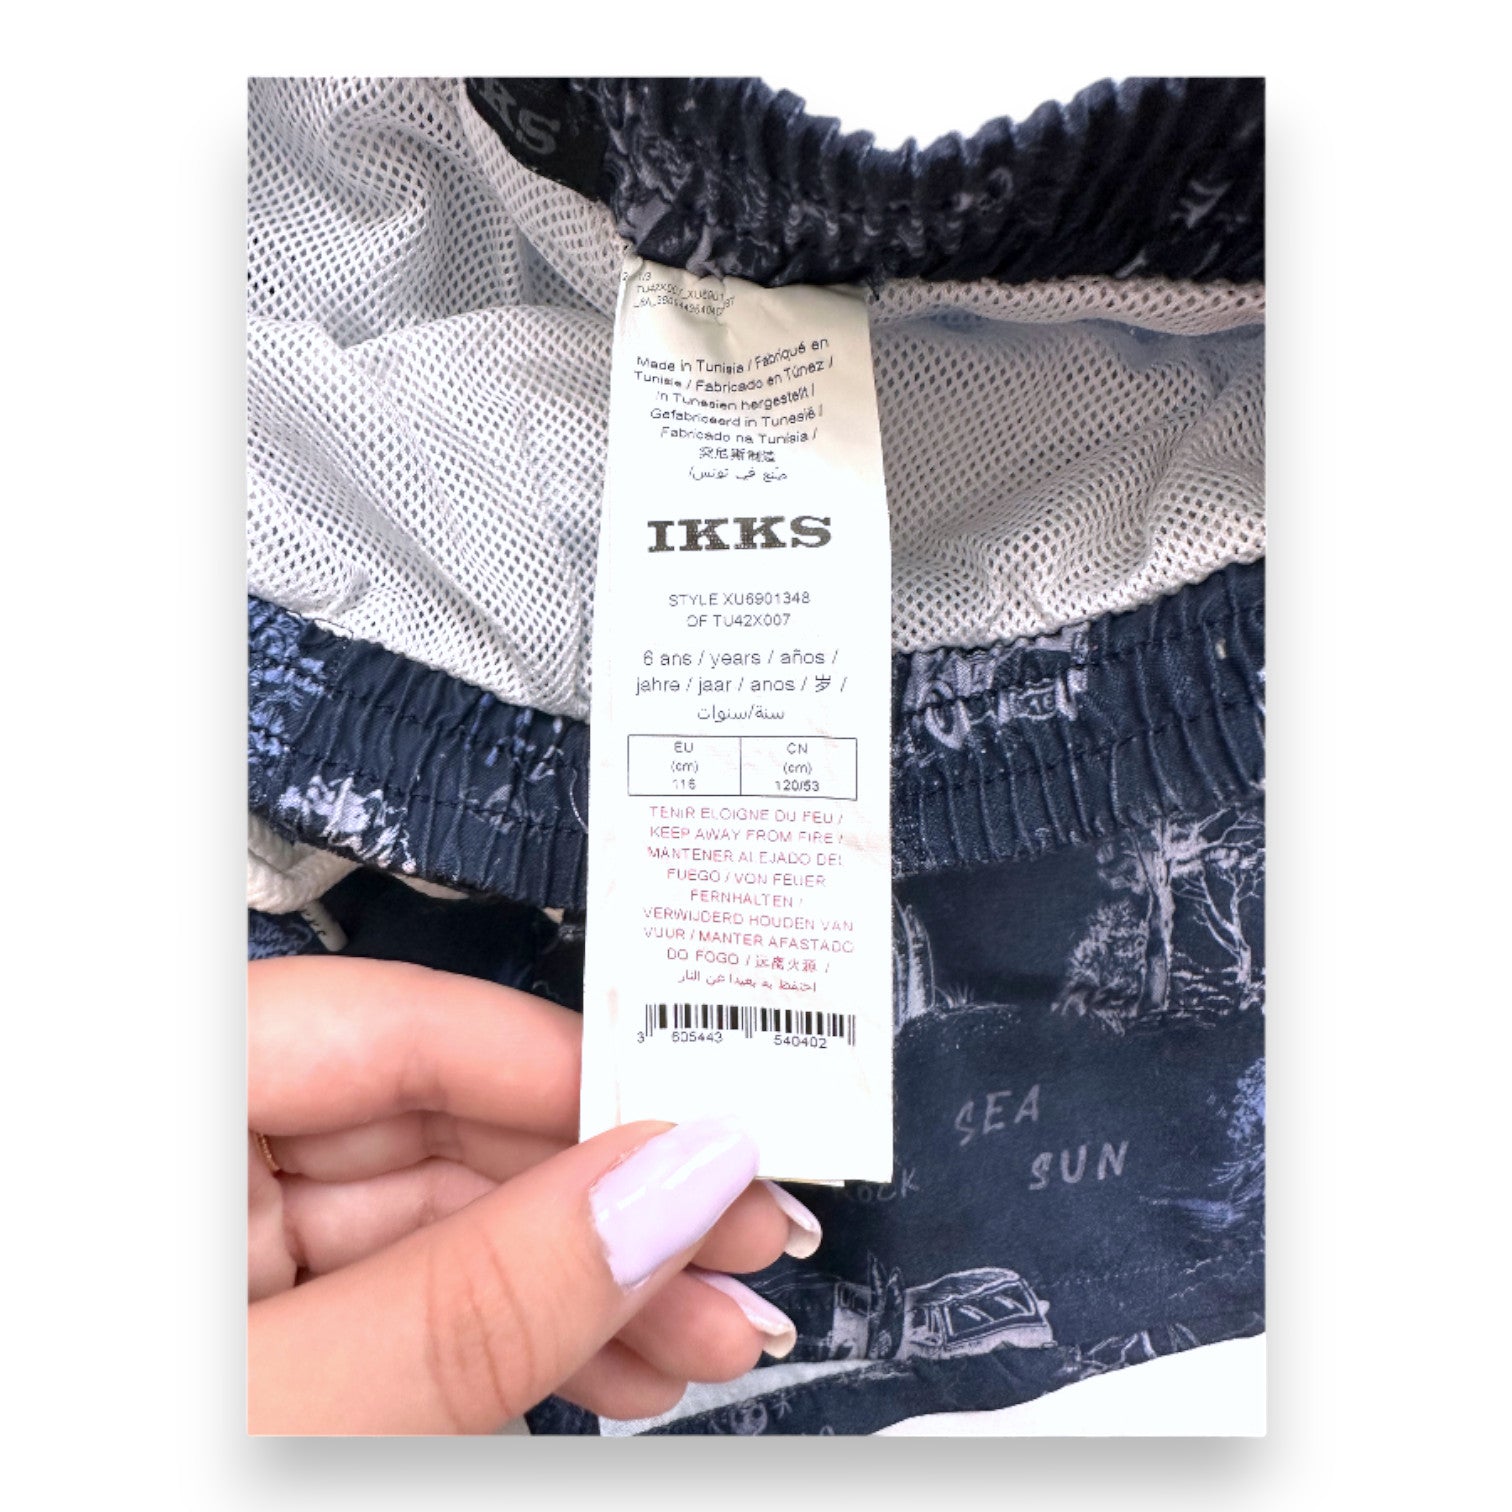 KS
TU42X007_XU6901
Made in Tunisia / Fabriqué en
Tunisie / Fabricado en Túnez /
In Tunesien hergestellt /
Gefabriceerd in Tunesië /
Fabricado na Tunisia /
突尼斯制造
صنع في تونس/
IKKS
STYLE XU6901348
OF TU42X007
6 ans / years / años /
jahre / jaar / anos / 岁 /
سنة/سنوات
EU
(cm)
116
CN
(cm)
120/53
TENIR ELOIGNE DU FEU /
KEEP AWAY FROM FIRE /
MANTENER ALEJADO DEL
FUEGO / VON FEUER
FERNHALTEN /
VERWIJDERD HOUDEN VAN
VUUR / MANTER AFASTADO
DO FOGO / 远离火源 /
احتفظ به بعيدا عن النار
3 605443 540402
SEA
SUN